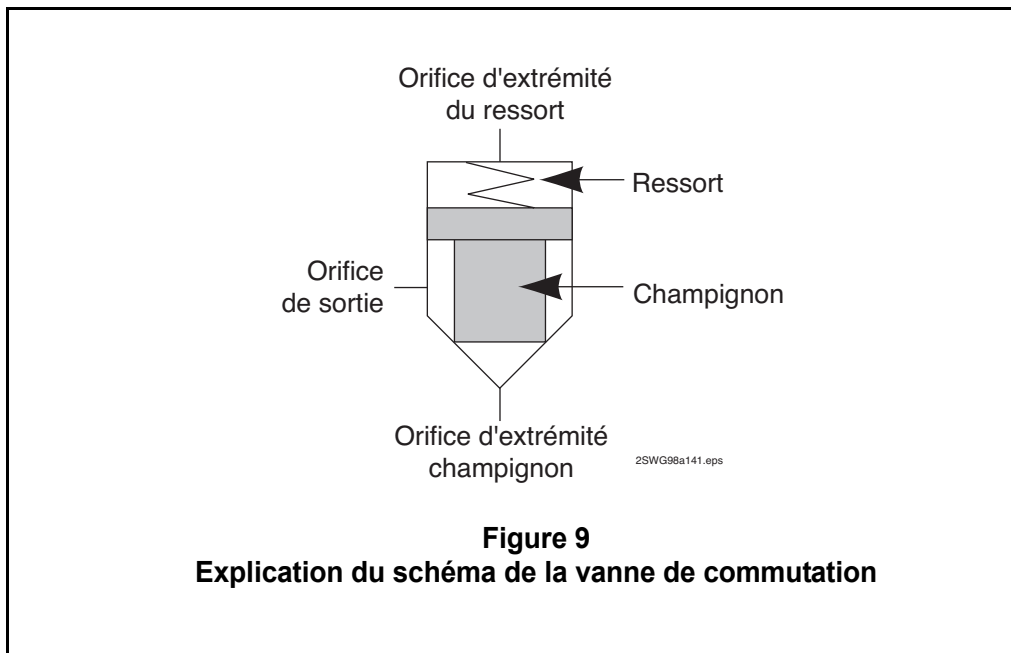 Orifice d'extrémité
du ressort
Ressort
Orifice
de sortie
Champignon
Orifice d'extrémité
champignon
2SWG98a141.eps
Figure 9
Explication du schéma de la vanne de commutation